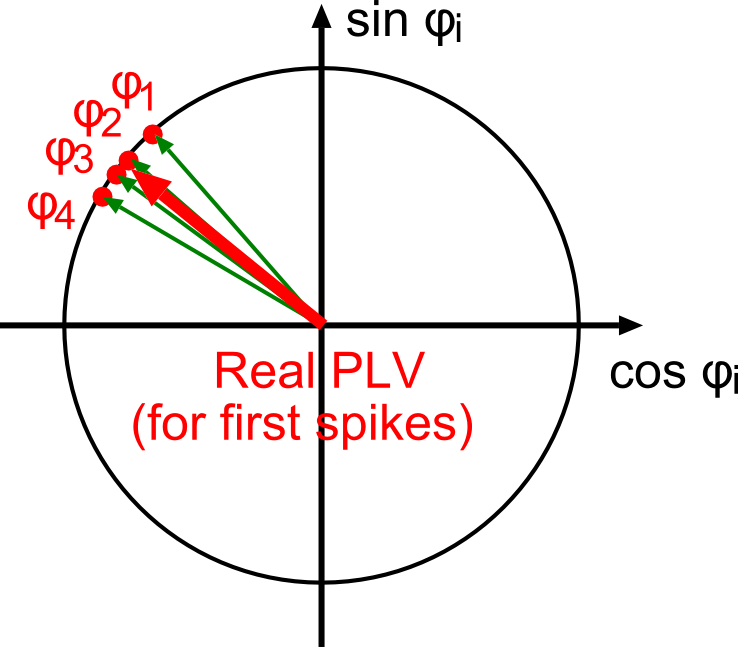 sin φi
φ1
φ2
φ3
φ4
Real PLV
(for first spikes)
cos φi